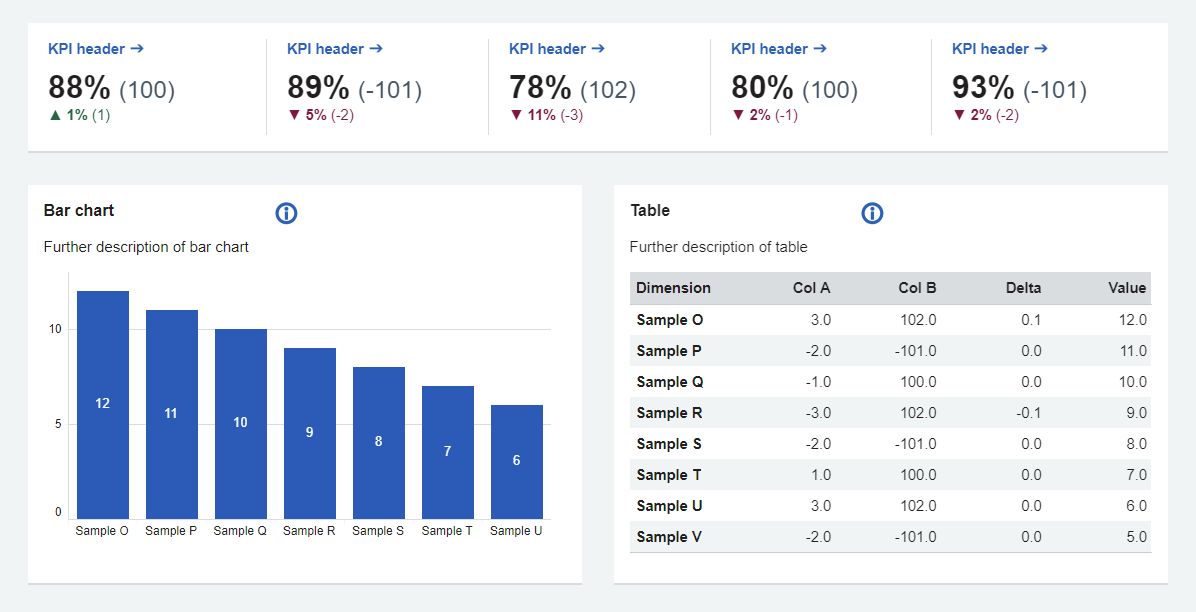 KPI header → KPI header → KPI header → KPI header → KPI header →
88% (100) 89% (-101) 78% (102) 80% (100) 93% (-101)
▲ 1% (1) ▼ 5% (-2) ▼ 11% (-3) ▼ 2% (-1) ▼ 2% (-2)
Bar chart
Further description of bar chart
10
5
0
12 11 10 9 8 7 6
Sample O Sample P Sample Q Sample R Sample S Sample T Sample U
Table
Further description of table
Dimension Col A Col B Delta Value
Sample O 3.0 102.0 0.1 12.0
Sample P -2.0 -101.0 0.0 11.0
Sample Q -1.0 100.0 0.0 10.0
Sample R -3.0 102.0 -0.1 9.0
Sample S -2.0 -101.0 0.0 8.0
Sample T 1.0 100.0 0.0 7.0
Sample U 3.0 102.0 0.0 6.0
Sample V -2.0 -101.0 0.0 5.0